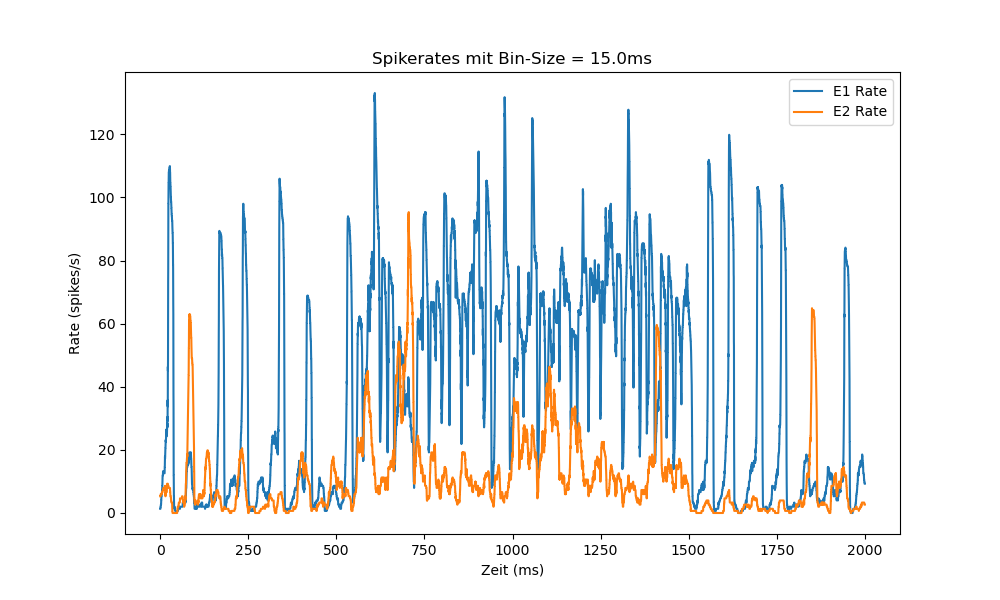 Spikerates mit Bin-Size = 15.0ms
E1 Rate
E2 Rate
Rate (spikes/s)
120
100
80
60
40
20
0
0 250 500 750 1000 1250 1500 1750 2000
Zeit (ms)